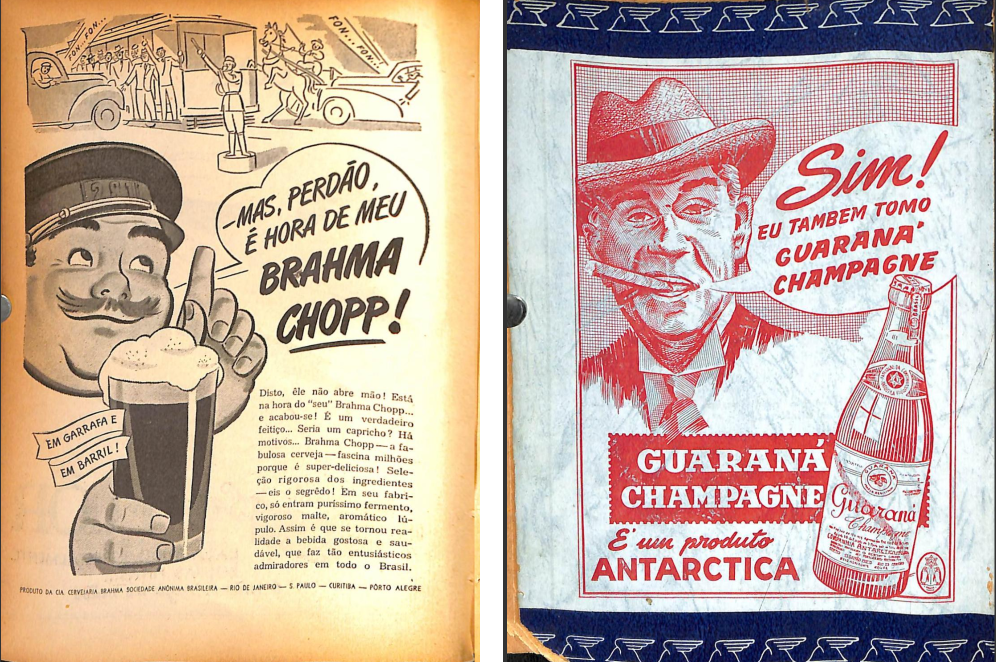 FON... FON...
FON... FON...
—MAS, PERDÃO,
É HORA DE MEU
BRAHMA
CHOPP!
EM GARRAFA E
EM BARRIL!
Disto, êle não abre mão! Está
na hora do "seu" Brahma Chopp...
e acabou-se! É um verdadeiro
feitiço... Seria um capricho? Há
motivos... Brahma Chopp—a fa-
bulosa cerveja—fascina milhões
porque é super-deliciosa! Sele-
ção rigorosa dos ingredientes
—eis o segrêdo! Em seu fabri-
co, só entram puríssimo fermento,
vigoroso malte, aromático lú-
pulo. Assim é que se tornou rea-
lidade a bebida gostosa e sau-
dável, que faz tão entusiásticos
admiradores em todo o Brasil.
PRODUTO DA CIA. CERVEJARIA BRAHMA SOCIEDADE ANÔNIMA BRASILEIRA — RIO DE JANEIRO — S. PAULO — CURITIBA — PÔRTO ALEGRE
Sim!
EU TAMBEM TOMO
GUARANÁ
CHAMPAGNE
GUARANÁ
CHAMPAGNE
É um produto
ANTARCTICA
Guaraná
Champagne